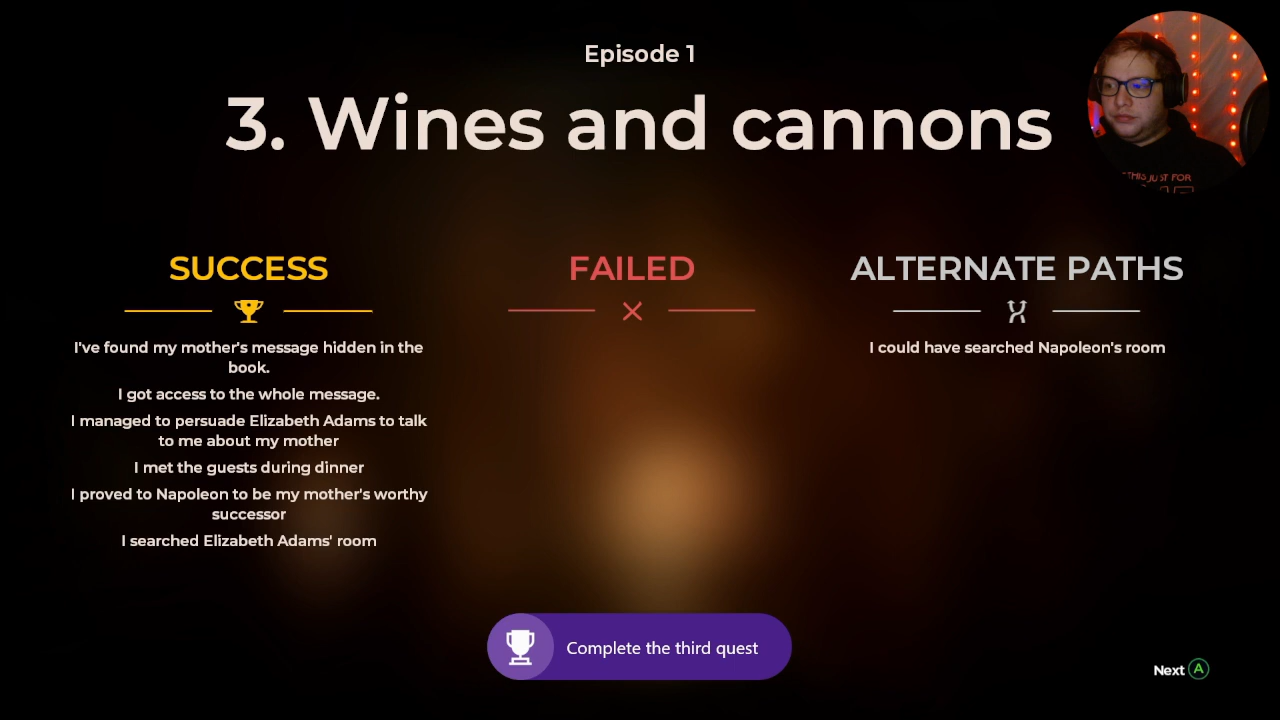 Episode 1
3. Wines and cannons
THIS JUST FOR
SUCCESS
I've found my mother's message hidden in the
book.
I got access to the whole message.
I managed to persuade Elizabeth Adams to talk
to me about my mother
I met the guests during dinner
I proved to Napoleon to be my mother's worthy
successor
I searched Elizabeth Adams' room
FAILED
ALTERNATE PATHS
I could have searched Napoleon's room
Complete the third quest
Next A